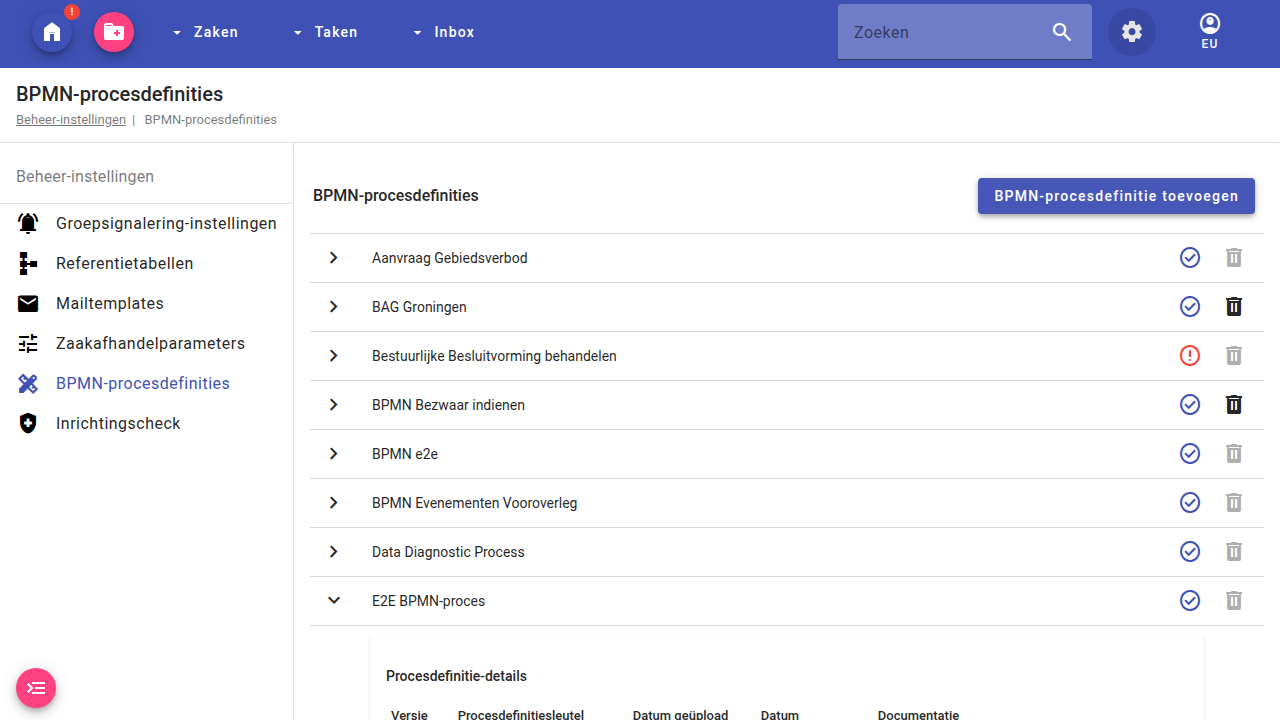 !
Zaken
Taken
Inbox
Zoeken
EU
BPMN-procesdefinities
Beheer-instellingen | BPMN-procesdefinities
Beheer-instellingen
Groepsignalering-instellingen
Referentietabellen
Mailtemplates
Zaakafhandelparameters
BPMN-procesdefinities
Inrichtingscheck
BPMN-procesdefinities
BPMN-procesdefinitie toevoegen
Aanvraag Gebiedsverbod
BAG Groningen
Bestuurlijke Besluitvorming behandelen
BPMN Bezwaar indienen
BPMN e2e
BPMN Evenementen Vooroverleg
Data Diagnostic Process
E2E BPMN-proces
Procesdefinitie-details
Versie Procesdefinitiesleutel Datum geüpload Datum Documentatie